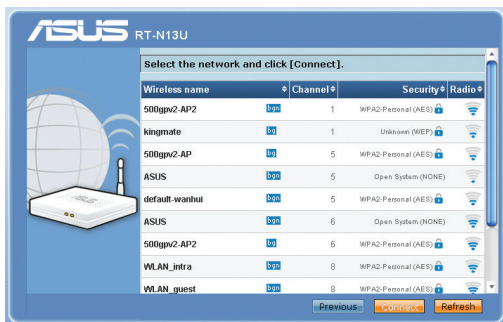 ASUS RT-N13U
Select the network and click [Connect].
Wireless name Channel Security Radio
500gpv2-AP2 bgn 1 WPA2-Personal (AES)
kingmate bg 1 Unknown (WEP)
500gpv2-AP bg 5 WPA2-Personal (AES)
ASUS bgn 5 Open System (NONE)
default-wanhui bgn 5 WPA2-Personal (AES)
ASUS bgn 6 Open System (NONE)
500gpv2-AP2 bg 6 WPA2-Personal (AES)
WLAN_intra bgn 8 WPA2-Personal (AES)
WLAN_guest bgn 8 WPA2-Personal (AES)
Previous Connect Refresh